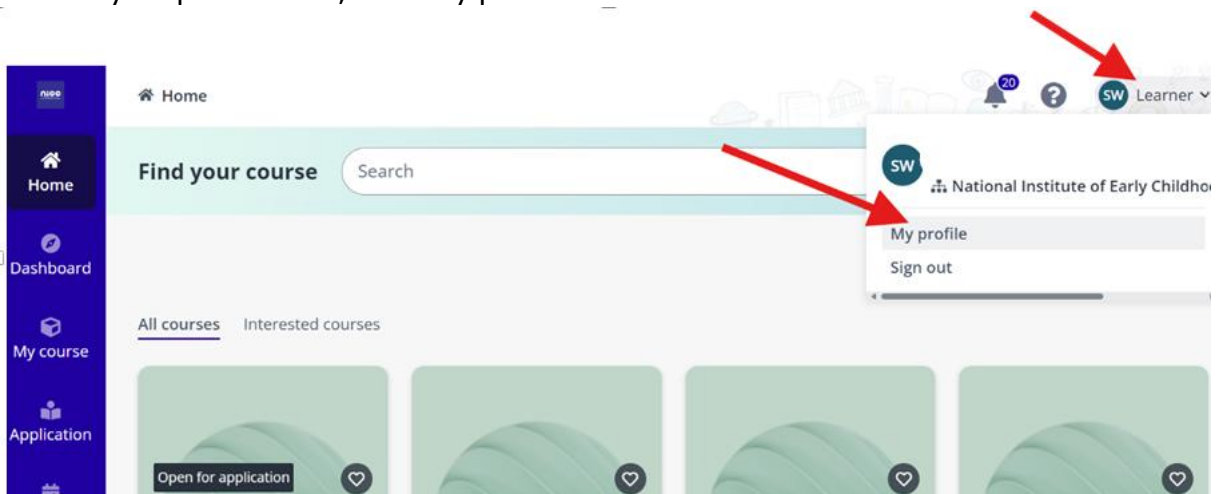 niec
Home
20
?
SW Learner
Find your course
Search
SW
National Institute of Early Childhoo
My profile
Sign out
Home
Dashboard
My course
Application
All courses Interested courses
Open for application